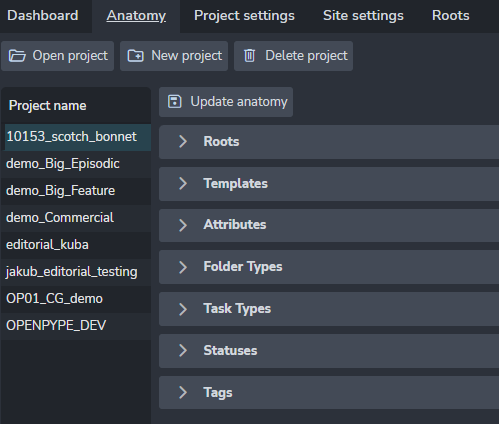 Dashboard Anatomy Project settings Site settings Roots
Open project New project Delete project
Project name
10153_scotch_bonnet
demo_Big_Episodic
demo_Big_Feature
demo_Commercial
editorial_kuba
jakub_editorial_testing
OP01_CG_demo
OPENPYPE_DEV
Update anatomy
Roots
Templates
Attributes
Folder Types
Task Types
Statuses
Tags